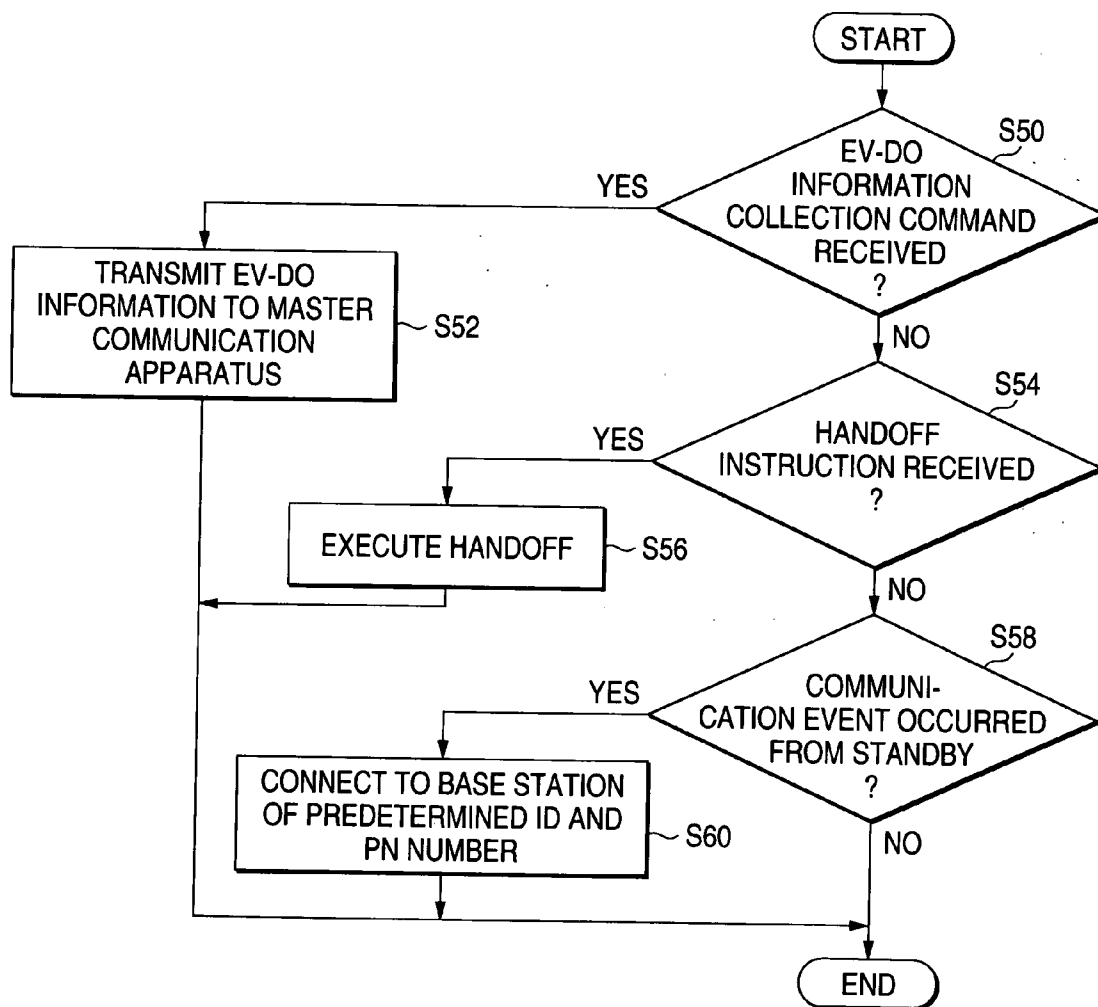 START
S50
EV-DO
INFORMATION
COLLECTION COMMAND
RECEIVED
?
YES
NO
TRANSMIT EV-DO
INFORMATION TO MASTER
COMMUNICATION
APPARATUS
S52
S54
HANDOFF
INSTRUCTION RECEIVED
?
YES
NO
EXECUTE HANDOFF
S56
S58
COMMUNI-
CATION EVENT OCCURRED
FROM STANDBY
?
YES
NO
CONNECT TO BASE STATION
OF PREDETERMINED ID AND
PN NUMBER
S60
END